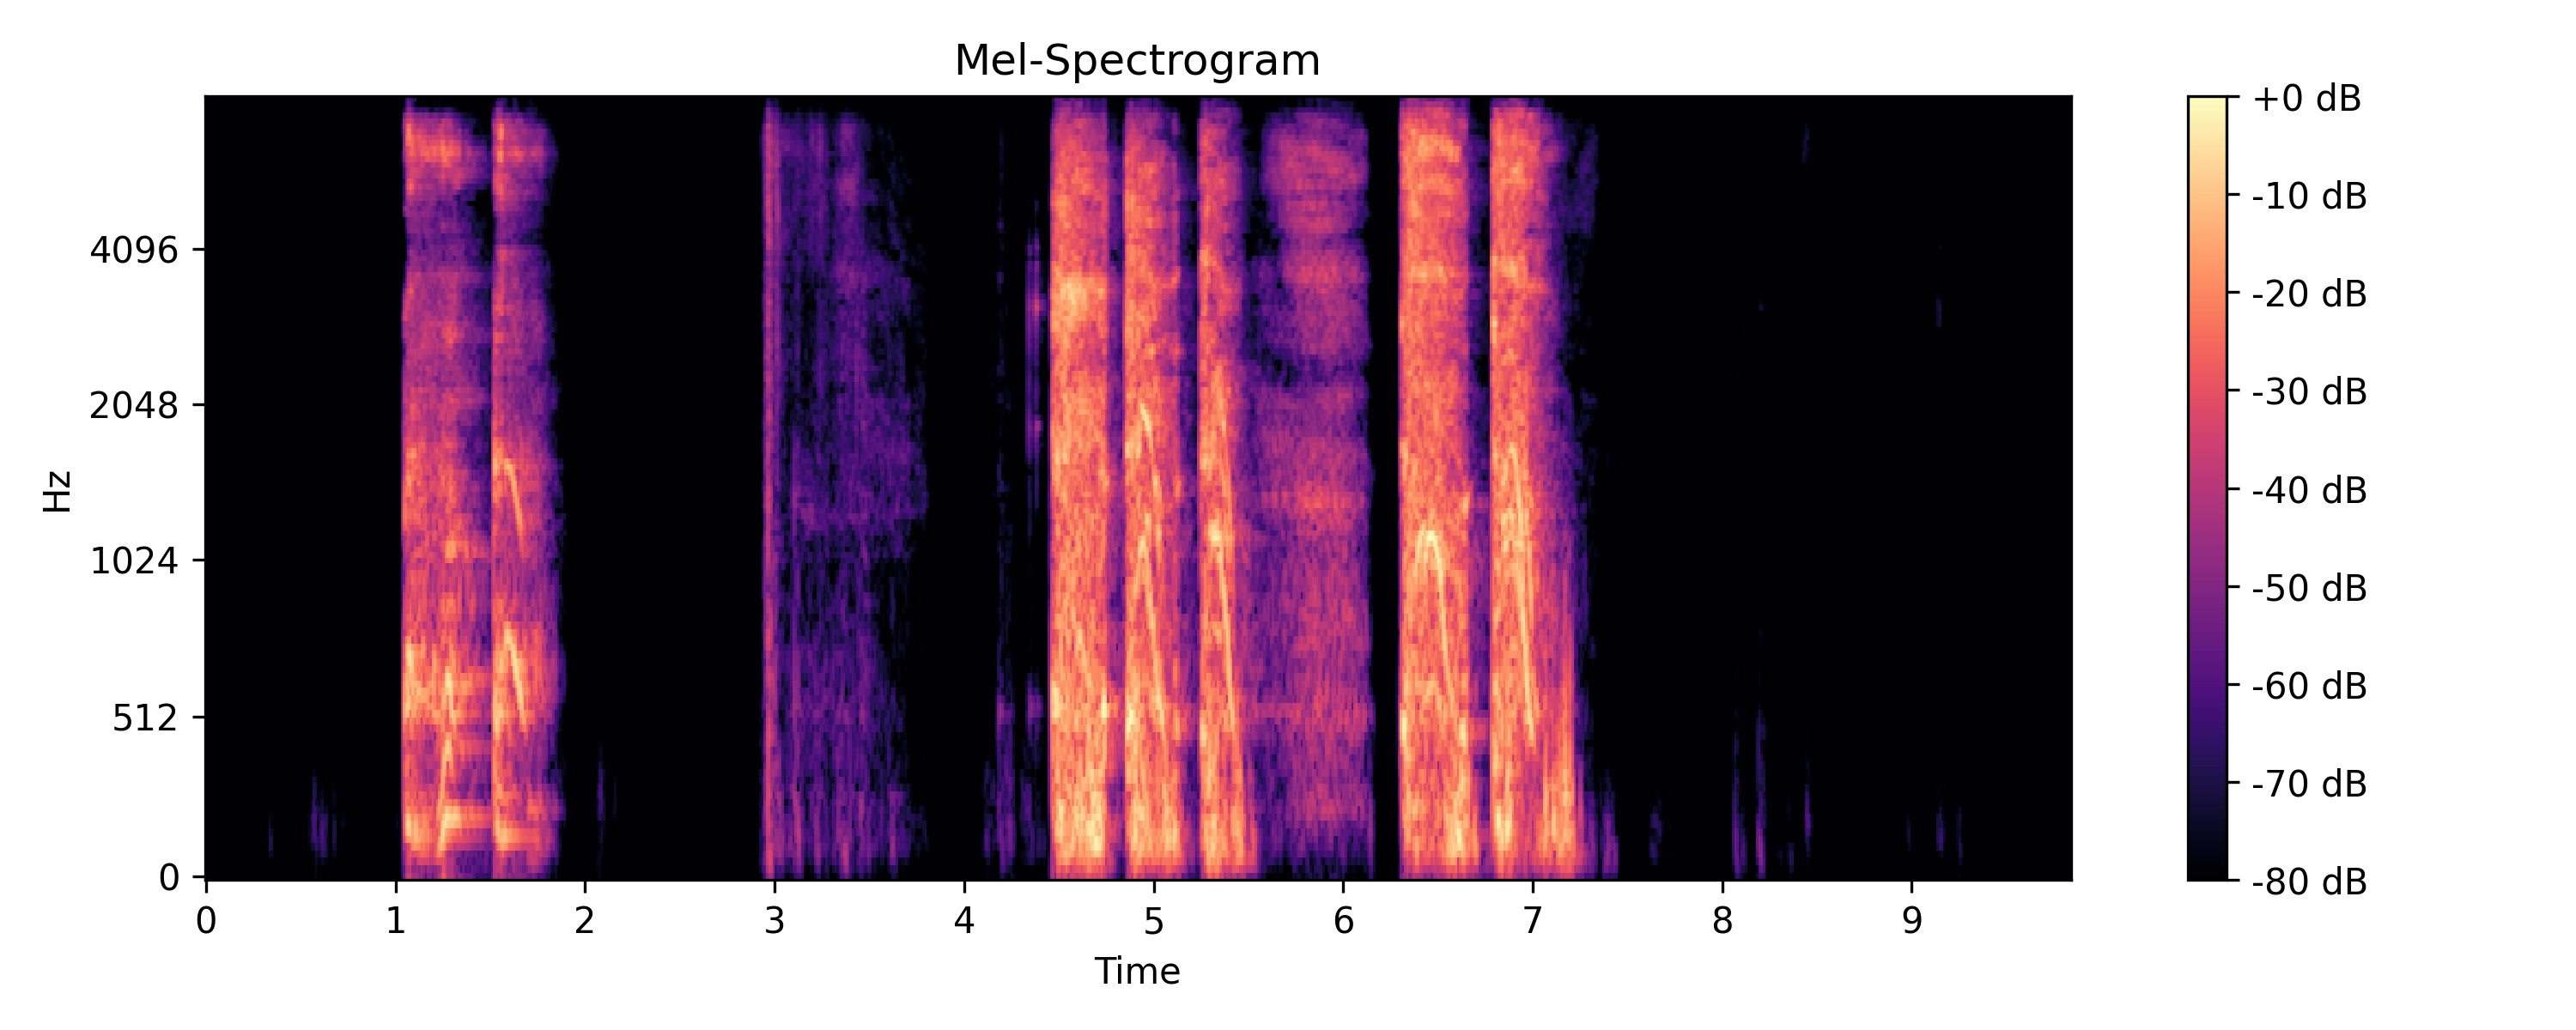 Mel-Spectrogram
+0 dB
-10 dB
-20 dB
-30 dB
-40 dB
-50 dB
-60 dB
-70 dB
-80 dB
Hz
4096
2048
1024
512
0
0 1 2 3 4 5 6 7 8 9
Time